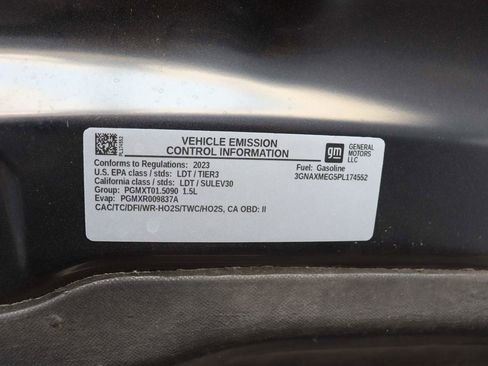 VEHICLE EMISSION
CONTROL INFORMATION
gm
GENERAL
MOTORS
LLC
PL174552
Conforms to Regulations: 2023
U.S. EPA class / stds: LDT / TIER3
California class / stds: LDT / SULEV30
Group: PGMXT01.5090 1.5L
Evap: PGMXR009837A
CAC/TC/DFI/WR-HO2S/TWC/HO2S, CA OBD: II
Fuel: Gasoline
3GNAXMEG5PL174552